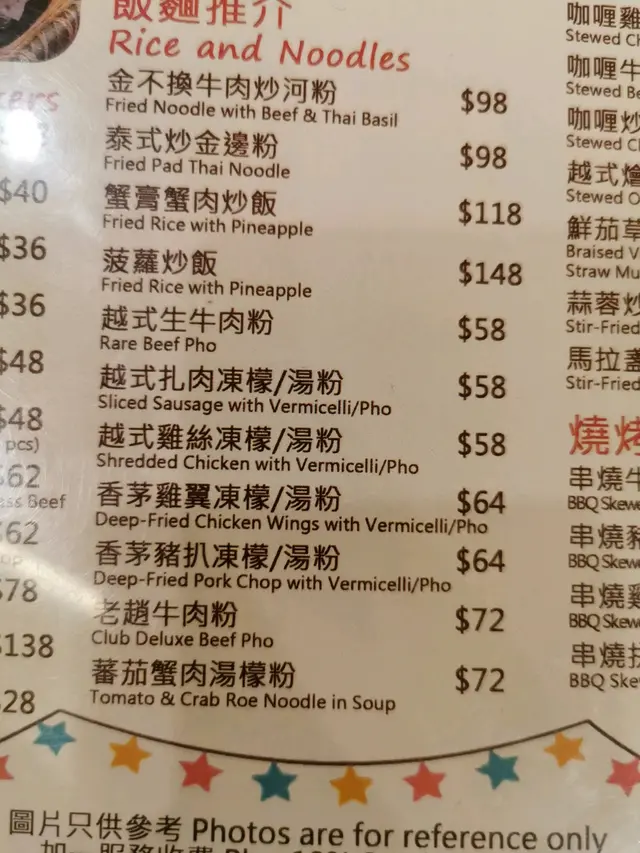 飯麵推介
Rice and Noodles
金不換牛肉炒河粉
Fried Noodle with Beef & Thai Basil
$98
泰式炒金邊粉
Fried Pad Thai Noodle
$98
蟹膏蟹肉炒飯
Fried Rice with Pineapple
$118
菠蘿炒飯
Fried Rice with Pineapple
$148
越式生牛肉粉
Rare Beef Pho
$58
越式扎肉凍檬/湯粉
Sliced Sausage with Vermicelli/Pho
$58
越式雞絲凍檬/湯粉
Shredded Chicken with Vermicelli/Pho
$58
香茅雞翼凍檬/湯粉
Deep-Fried Chicken Wings with Vermicelli/Pho
$64
香茅豬扒凍檬/湯粉
Deep-Fried Pork Chop with Vermicelli/Pho
$64
老趙牛肉粉
Club Deluxe Beef Pho
$72
蕃茄蟹肉湯檬粉
Tomato & Crab Roe Noodle in Soup
$72
$40
$36
$36
$48
$48
pcs)
$62
Beef
$62
$78
$138
$28
咖喱雞
Stewed
咖喱牛
Stewed
咖喱炒
Stewed
越式燴
Stewed
鮮茄草
Braised
Straw
蒜蓉炒
Stir-Fried
馬拉盞
Stir-Fried
燒烤
串燒牛
BBQ
串燒豬
BBQ
串燒雞
BBQ
串燒
BBQ
圖片只供參考 Photos are for reference only